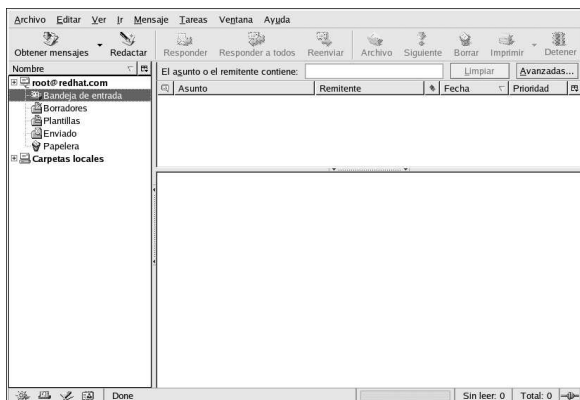 Archivo Editar Ver Ir Mensaje Tareas Ventana Ayuda
Obtener mensajes Redactar Responder Responder a todos Reenviar Archivo Siguiente Borrar Imprimir Detener
Nombre
El asunto o el remitente contiene: Limpiar Avanzadas...
Asunto Remitente Fecha Prioridad
root@redhat.com
Bandeja de entrada
Borradores
Plantillas
Enviado
Papelera
Carpetas locales
Done Sin leer: 0 Total: 0